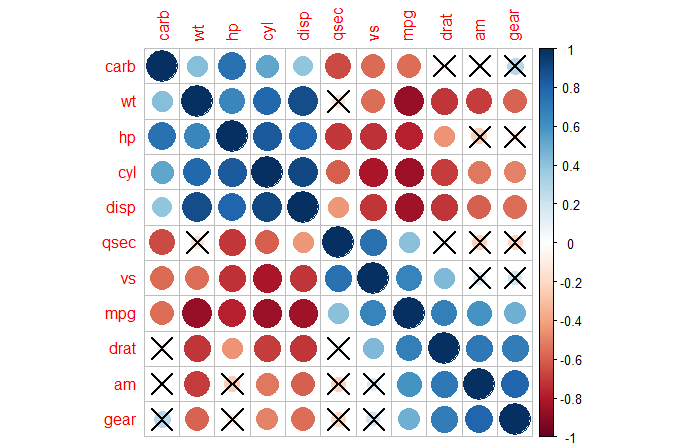 carb wt hp cyl disp qsec vs mpg drat am gear
carb
wt
hp
cyl
disp
qsec
vs
mpg
drat
am
gear
1
0.8
0.6
0.4
0.2
0
-0.2
-0.4
-0.6
-0.8
-1